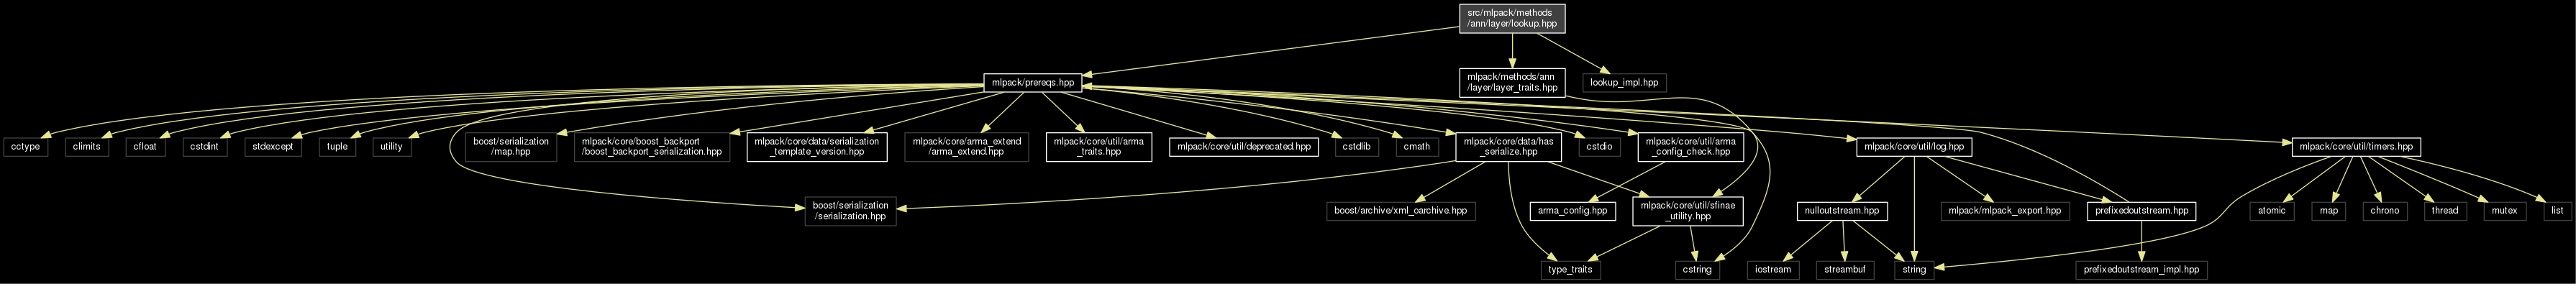 src/mlpack/methods
/ann/layer/lookup.hpp
mlpack/prereqs.hpp
mlpack/methods/ann
/layer/layer_traits.hpp
lookup_impl.hpp
cctype
climits
cfloat
cstdint
stdexcept
tuple
utility
boost/serialization
/map.hpp
mlpack/core/boost_backport
/boost_backport_serialization.hpp
mlpack/core/data/serialization
_template_version.hpp
mlpack/core/arma_extend
/arma_extend.hpp
mlpack/core/util/arma
_traits.hpp
mlpack/core/util/deprecated.hpp
cstdlib
cmath
mlpack/core/data/has
_serialize.hpp
cstdio
mlpack/core/util/arma
_config_check.hpp
mlpack/core/util/log.hpp
mlpack/core/util/timers.hpp
boost/serialization
/serialization.hpp
boost/archive/xml_oarchive.hpp
arma_config.hpp
mlpack/core/util/sfinae
_utility.hpp
nulloutstream.hpp
mlpack/mlpack_export.hpp
prefixedoutstream.hpp
atomic
map
chrono
thread
mutex
list
type_traits
cstring
iostream
streambuf
string
prefixedoutstream_impl.hpp